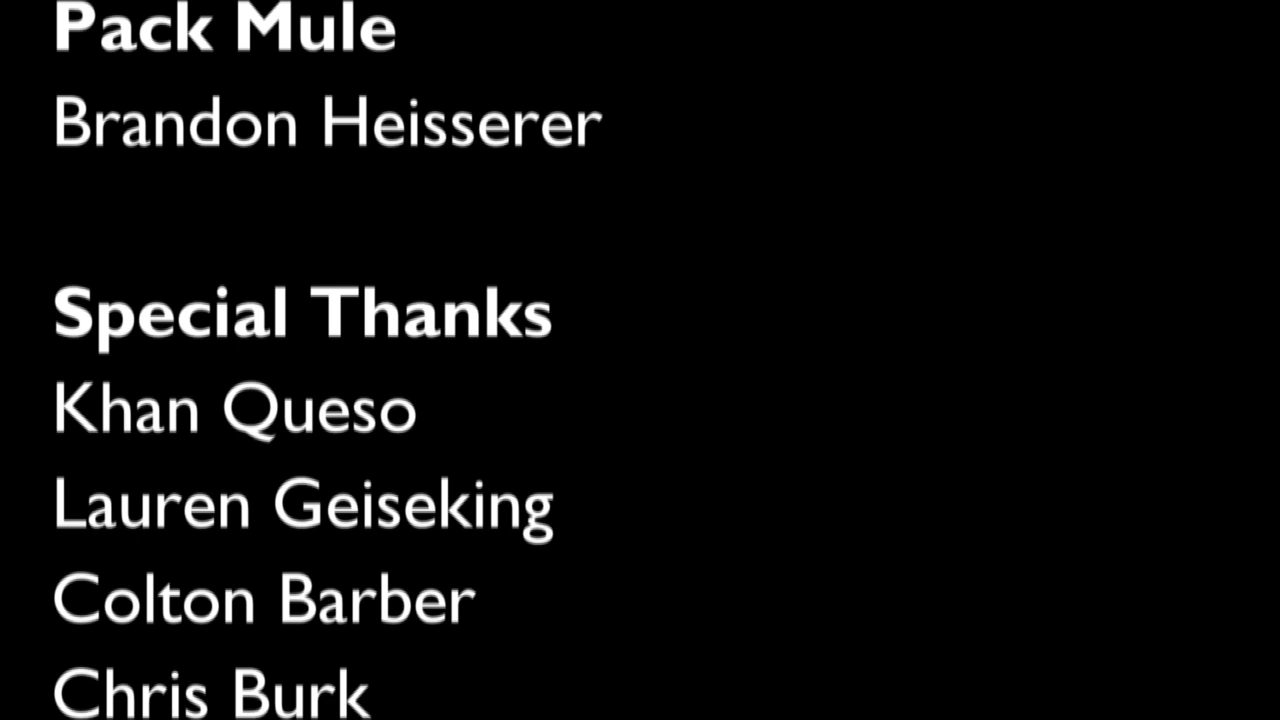 Pack Mule
Brandon Heisserer
Special Thanks
Khan Queso
Lauren Geiseking
Colton Barber
Chris Burk